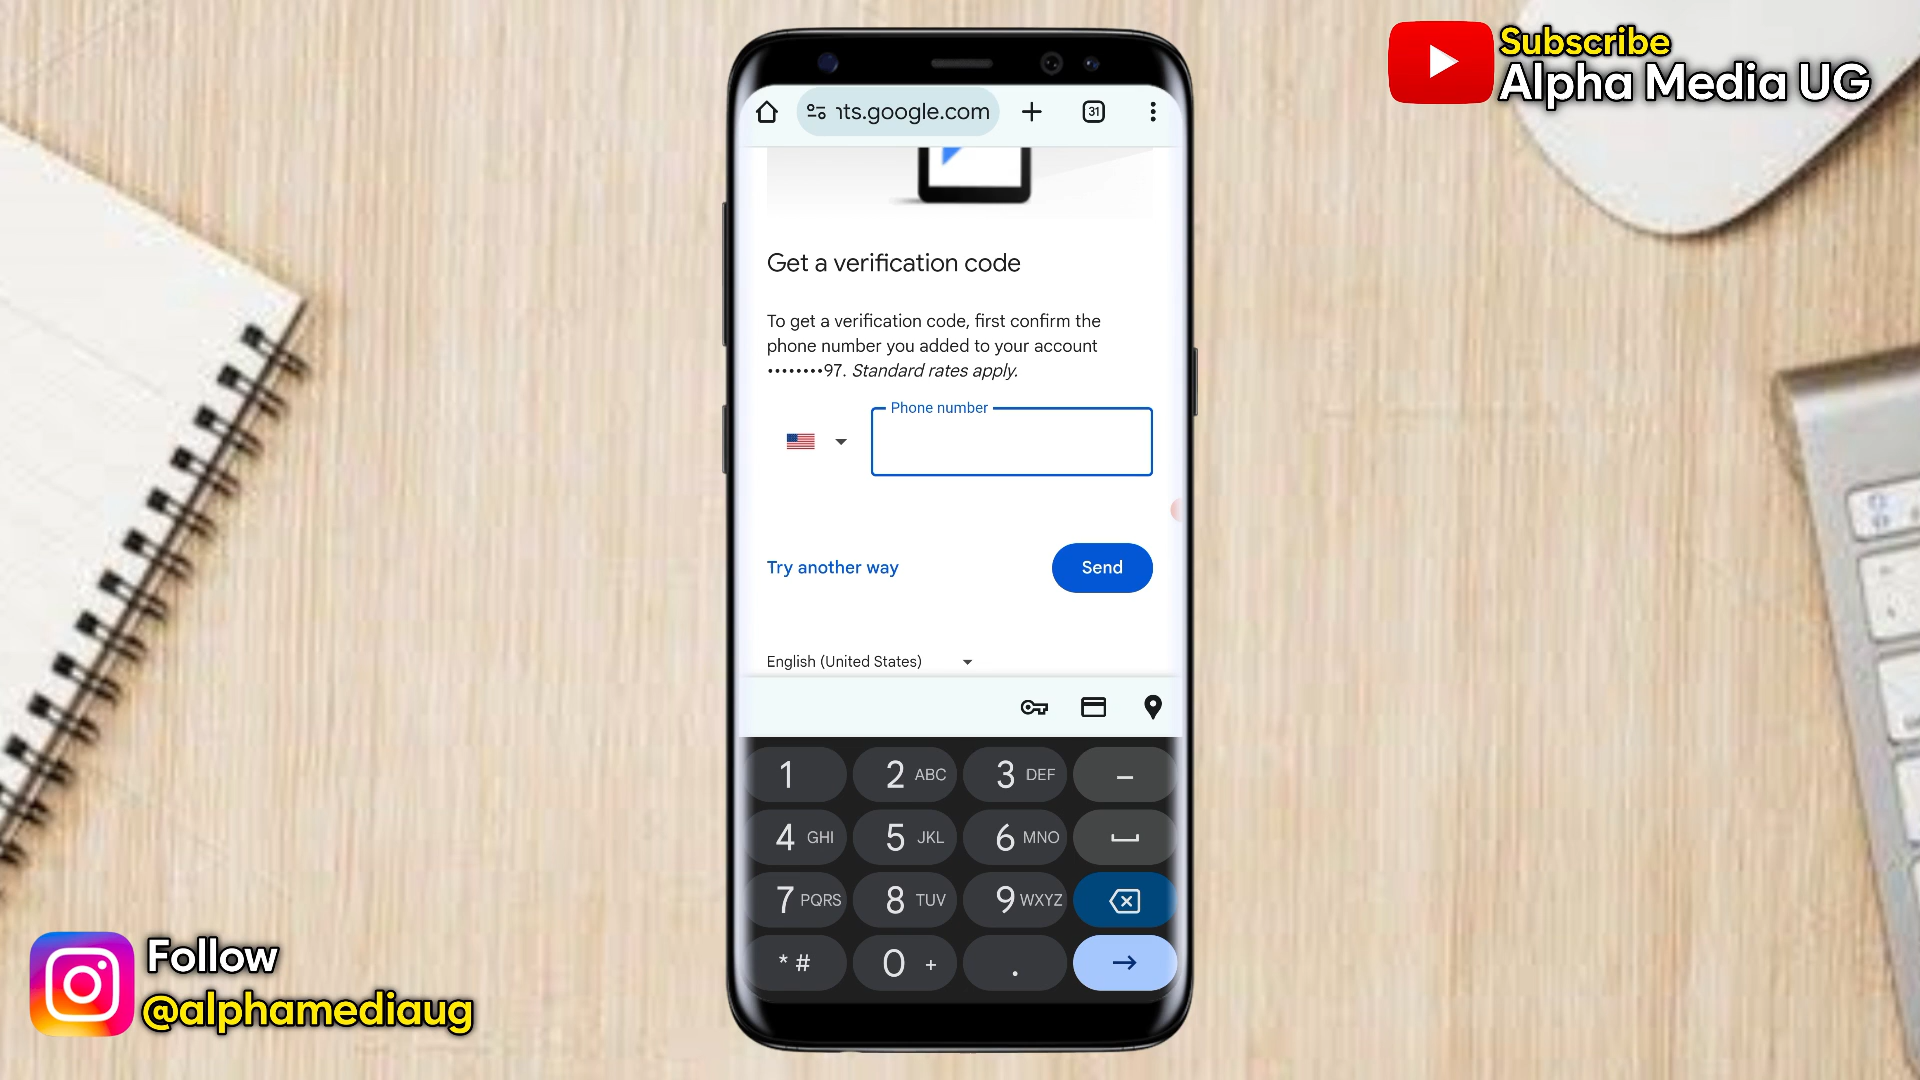 Subscribe
Alpha Media UG
31
nts.google.com
Get a verification code
To get a verification code, first confirm the
phone number you added to your account
••••••••97. Standard rates apply.
Phone number
Try another way
Send
English (United States)
1
2 ABC
3 DEF
–
4 GHI
5 JKL
6 MNO
7 PQRS
8 TUV
9 WXYZ
* #
0 +
.
Follow
@alphamediaug